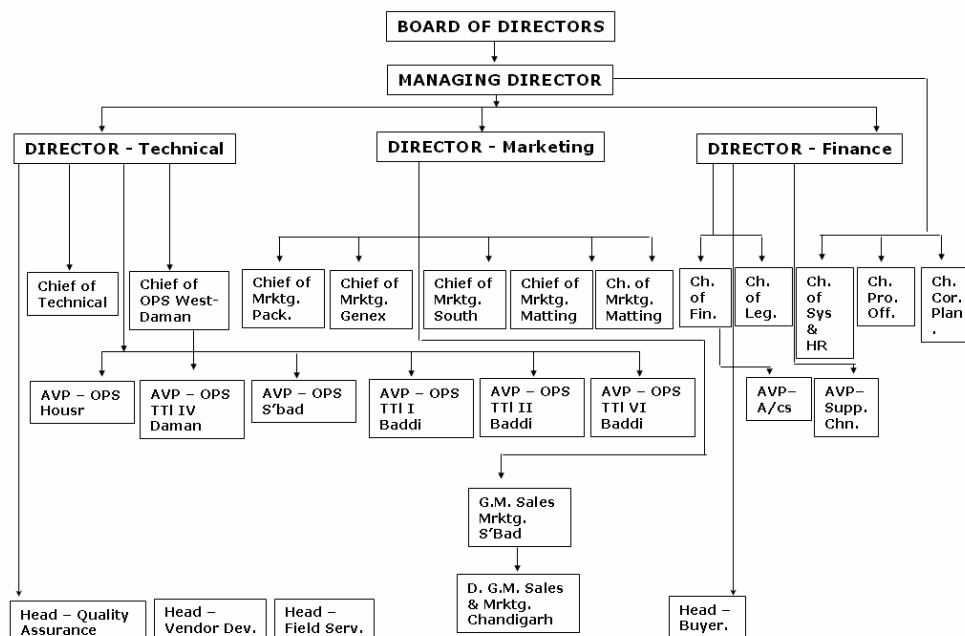 BOARD OF DIRECTORS
MANAGING DIRECTOR
DIRECTOR - Technical
DIRECTOR - Marketing
DIRECTOR - Finance
Chief of
Technical
Chief of
OPS West-
Daman
Chief of
Mrktg.
Pack.
Chief of
Mrktg.
Genex
Chief of
Mrktg.
South
Chief of
Mrktg.
Matting
Ch. of
Mrktg.
Matting
Ch.
of
Fin.
Ch.
of
Leg.
Ch.
of
Sys
&
HR
Ch.
Pro.
Off.
Ch.
Cor.
Plan
.
AVP – OPS
Housr
AVP – OPS
TTl IV
Daman
AVP – OPS
S'bad
AVP – OPS
TTl I
Baddi
AVP – OPS
TTl II
Baddi
AVP – OPS
TTl VI
Baddi
AVP–
A/cs
AVP–
Supp.
Chn.
G.M. Sales
Mrktg.
S'Bad
D. G.M. Sales
& Mrktg.
Chandigarh
Head – Quality
Assurance
Head –
Vendor Dev.
Head –
Field Serv.
Head –
Buyer.